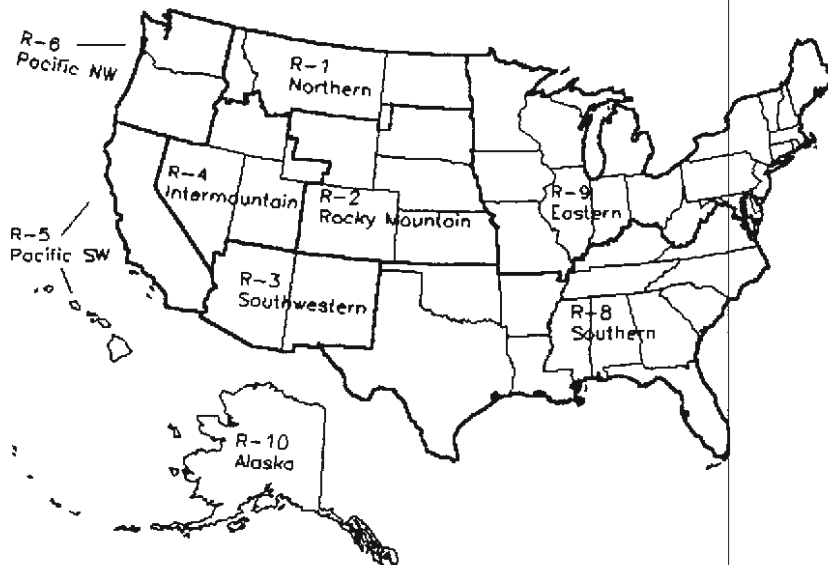 R-6
Pacific NW
R-1
Northern
R-4
Intermountain
R-2
Rocky Mountain
R-9
Eastern
R-5
Pacific SW
R-3
Southwestern
R-8
Southern
R-10
Alaska